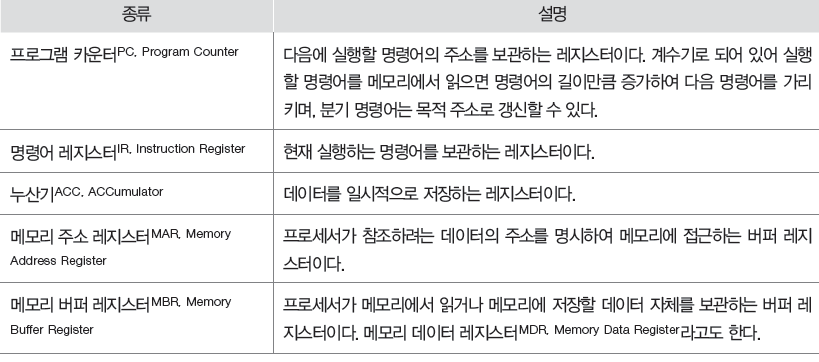 종류 설명
프로그램 카운터PC, Program Counter 다음에 실행할 명령어의 주소를 보관하는 레지스터이다. 계수기로 되어 있어 실행
할 명령어를 메모리에서 읽으면 명령어의 길이만큼 증가하여 다음 명령어를 가리
키며, 분기 명령어는 목적 주소로 갱신할 수 있다.
명령어 레지스터IR, Instruction Register 현재 실행하는 명령어를 보관하는 레지스터이다.
누산기ACC, ACCumulator 데이터를 일시적으로 저장하는 레지스터이다.
메모리 주소 레지스터MAR, Memory 프로세서가 참조하려는 데이터의 주소를 명시하여 메모리에 접근하는 버퍼 레지
Address Register 스터이다.
메모리 버퍼 레지스터MBR, Memory 프로세서가 메모리에서 읽거나 메모리에 저장할 데이터 자체를 보관하는 버퍼 레
Buffer Register 지스터이다. 메모리 데이터 레지스터MDR, Memory Data Register라고도 한다.